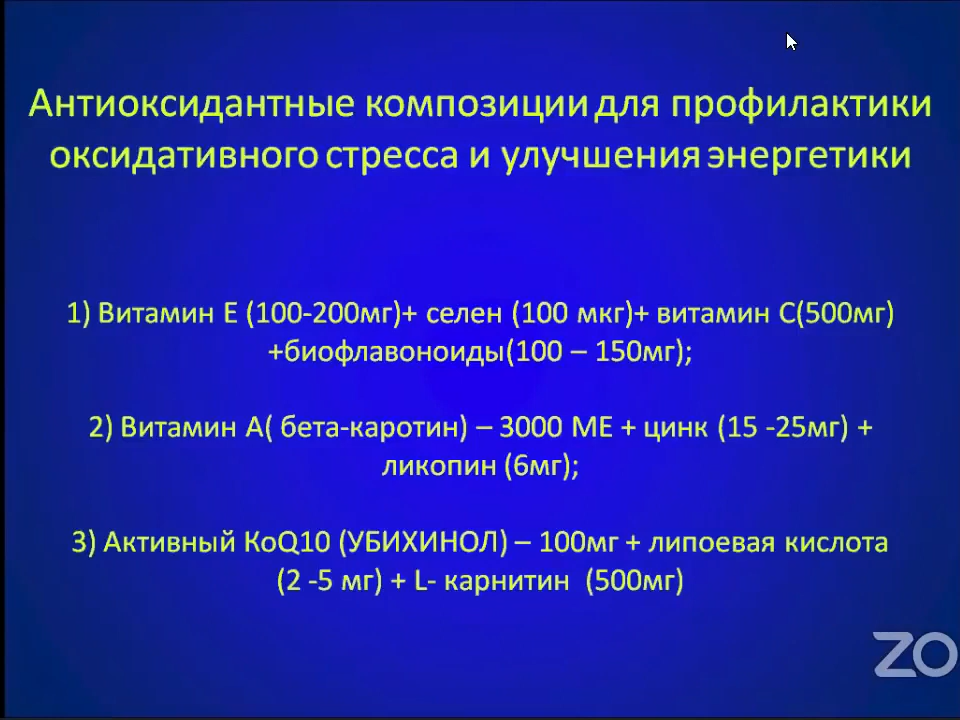 Антиоксидантные композиции для профилактики
оксидативного стресса и улучшения энергетики
1) Витамин Е (100-200мг)+ селен (100 мкг)+ витамин С(500мг)
+биофлавоноиды(100 – 150мг);
2) Витамин А( бета-каротин) – 3000 МЕ + цинк (15 -25мг) +
ликопин (6мг);
3) Активный КоQ10 (УБИХИНОЛ) – 100мг + липоевая кислота
(2 -5 мг) + L- карнитин (500мг)
ZO